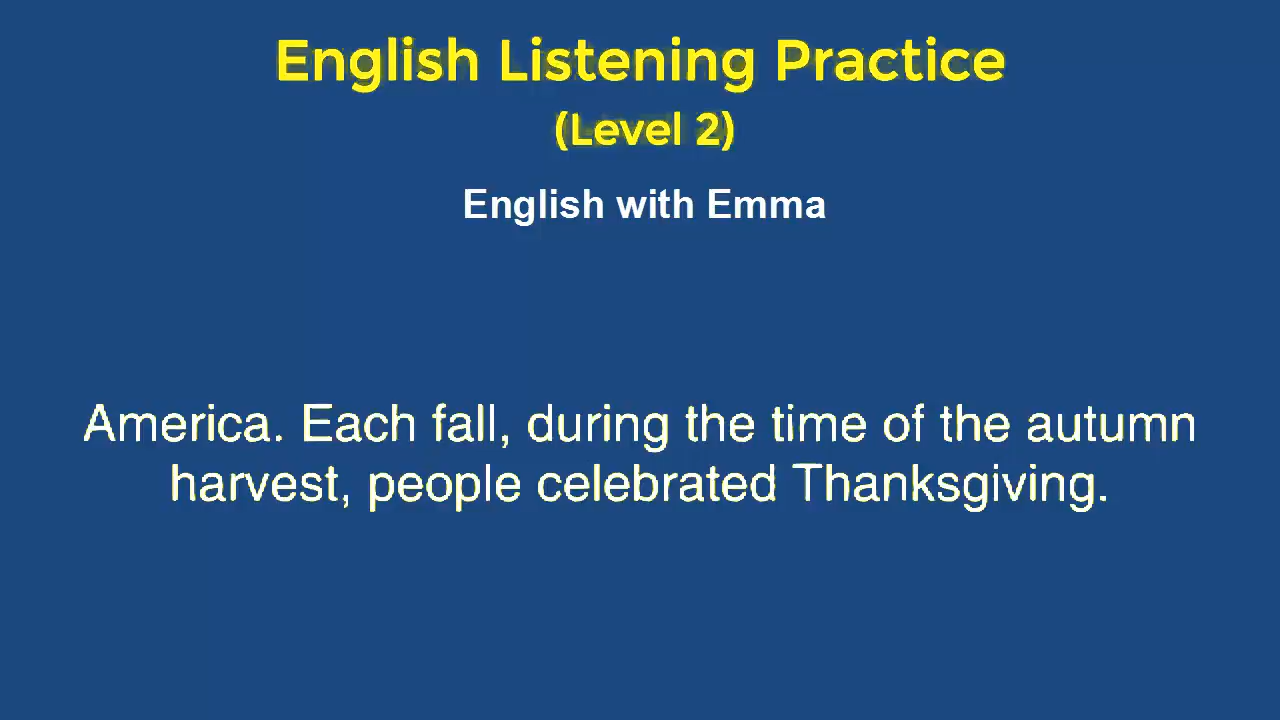 English Listening Practice
(Level 2)
English with Emma
America. Each fall, during the time of the autumn
harvest, people celebrated Thanksgiving.